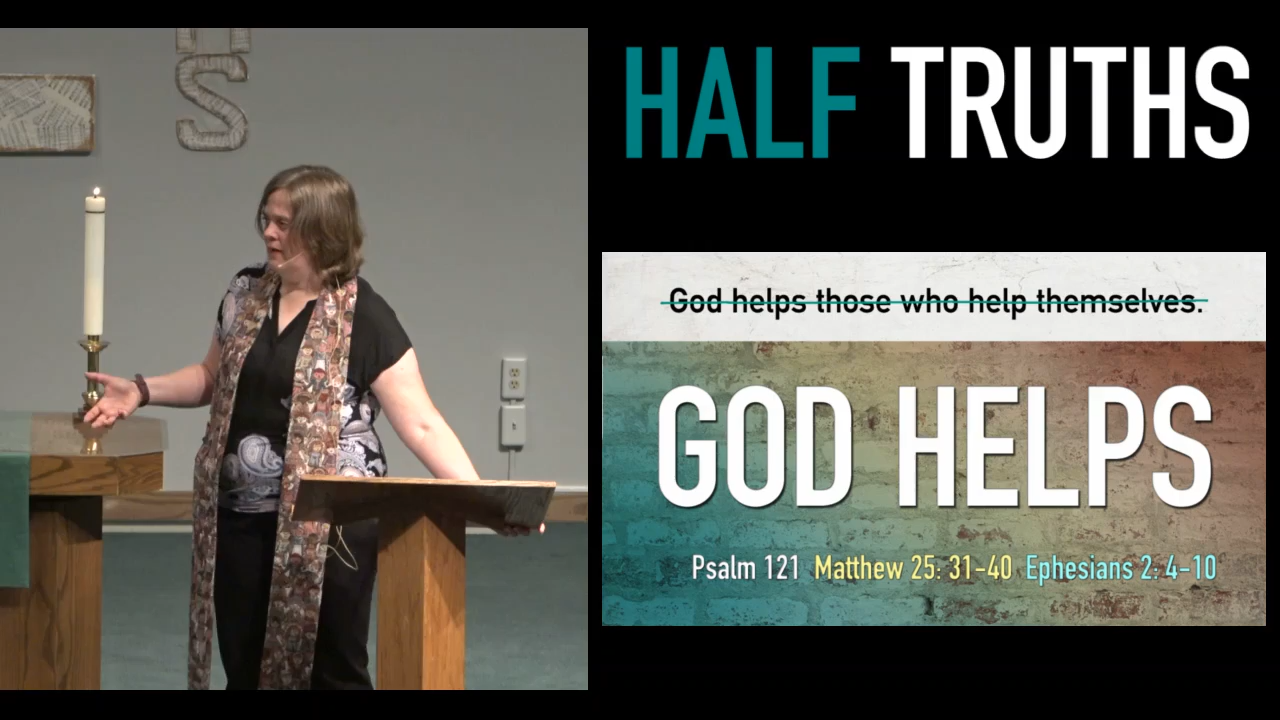 S
HALF TRUTHS
God helps those who help themselves.
GOD HELPS
Psalm 121 Matthew 25: 31-40 Ephesians 2: 4-10